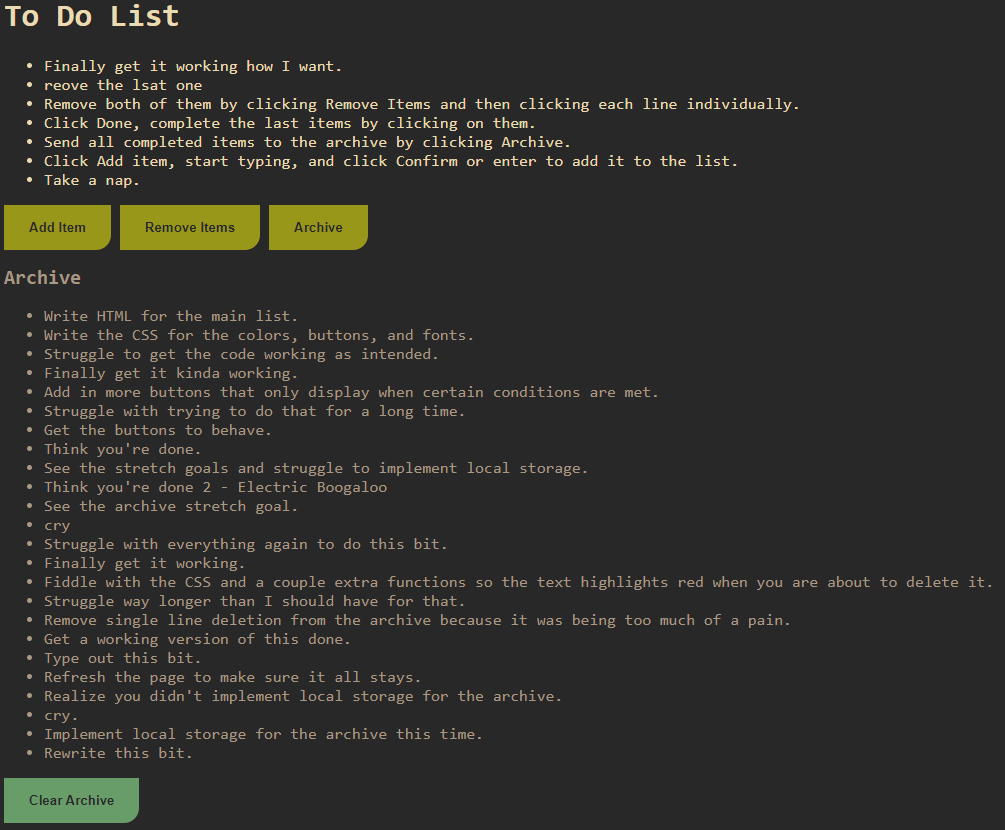 To Do List
Finally get it working how I want.
reove the lsat one
Remove both of them by clicking Remove Items and then clicking each line individually.
Click Done, complete the last items by clicking on them.
Send all completed items to the archive by clicking Archive.
Click Add item, start typing, and click Confirm or enter to add it to the list.
Take a nap.
Add Item Remove Items Archive
Archive
Write HTML for the main list.
Write the CSS for the colors, buttons, and fonts.
Struggle to get the code working as intended.
Finally get it kinda working.
Add in more buttons that only display when certain conditions are met.
Struggle with trying to do that for a long time.
Get the buttons to behave.
Think you're done.
See the stretch goals and struggle to implement local storage.
Think you're done 2 - Electric Boogaloo
See the archive stretch goal.
cry
Struggle with everything again to do this bit.
Finally get it working.
Fiddle with the CSS and a couple extra functions so the text highlights red when you are about to delete it.
Struggle way longer than I should have for that.
Remove single line deletion from the archive because it was being too much of a pain.
Get a working version of this done.
Type out this bit.
Refresh the page to make sure it all stays.
Realize you didn't implement local storage for the archive.
cry.
Implement local storage for the archive this time.
Rewrite this bit.
Clear Archive